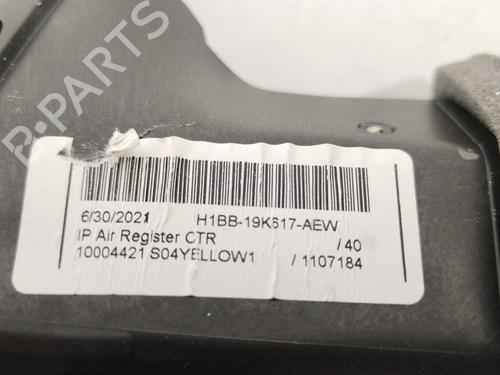 R-PARTS
6/30/2021 H1BB-19K617-AEW
IP Air Register CTR /40
10004421 S04YELLOW1 /1107184